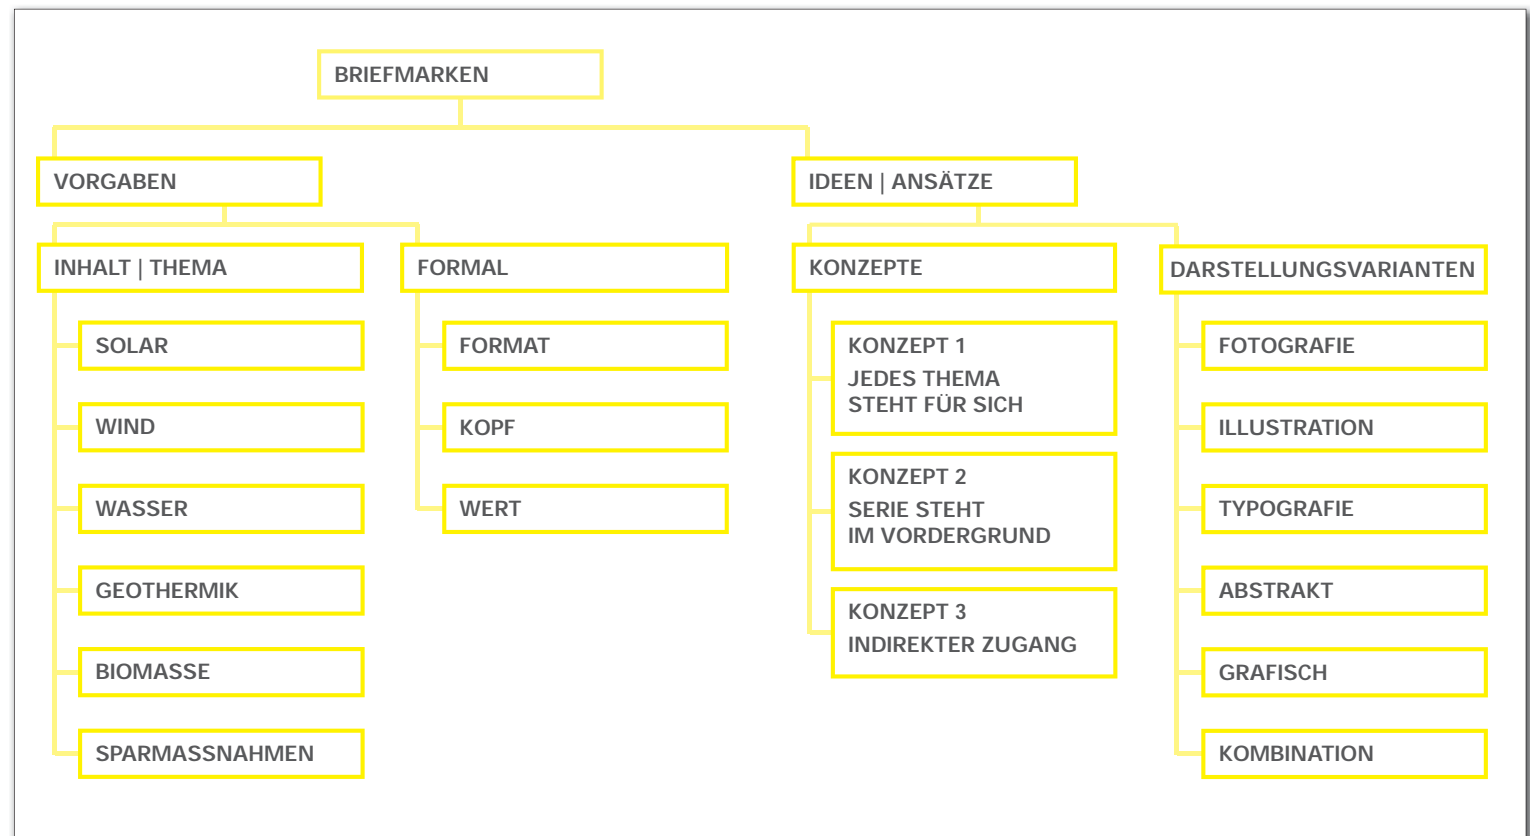 BRIEFMARKEN
VORGABEN
IDEEN | ANSÄTZE
INHALT | THEMA
FORMAL
KONZEPTE
DARSTELLUNGSVARIANTEN
SOLAR
WIND
WASSER
GEOTHERMIK
BIOMASSE
SPARMASSNAHMEN
FORMAT
KOPF
WERT
KONZEPT 1
JEDES THEMA
STEHT FÜR SICH
KONZEPT 2
SERIE STEHT
IM VORDERGRUND
KONZEPT 3
INDIREKTER ZUGANG
FOTOGRAFIE
ILLUSTRATION
TYPOGRAFIE
ABSTRAKT
GRAFISCH
KOMBINATION